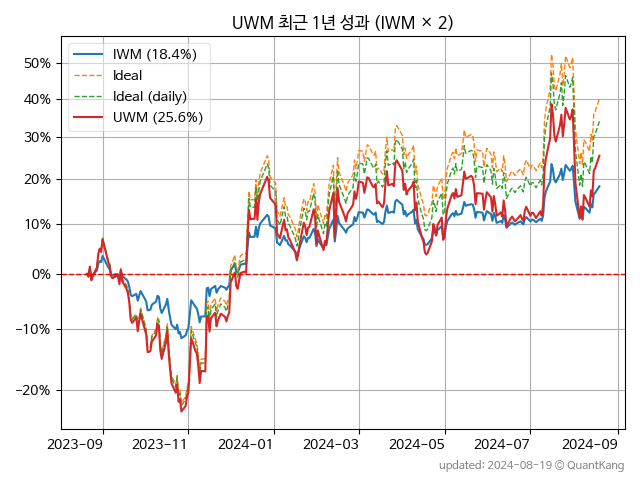 UWM 최근 1년 성과 (IWM × 2)
IWM (18.4%)
Ideal
Ideal (daily)
UWM (25.6%)
50%
40%
30%
20%
10%
0%
−10%
−20%
2023-09
2023-11
2024-01
2024-03
2024-05
2024-07
2024-09
updated: 2024-08-19 © QuantKang